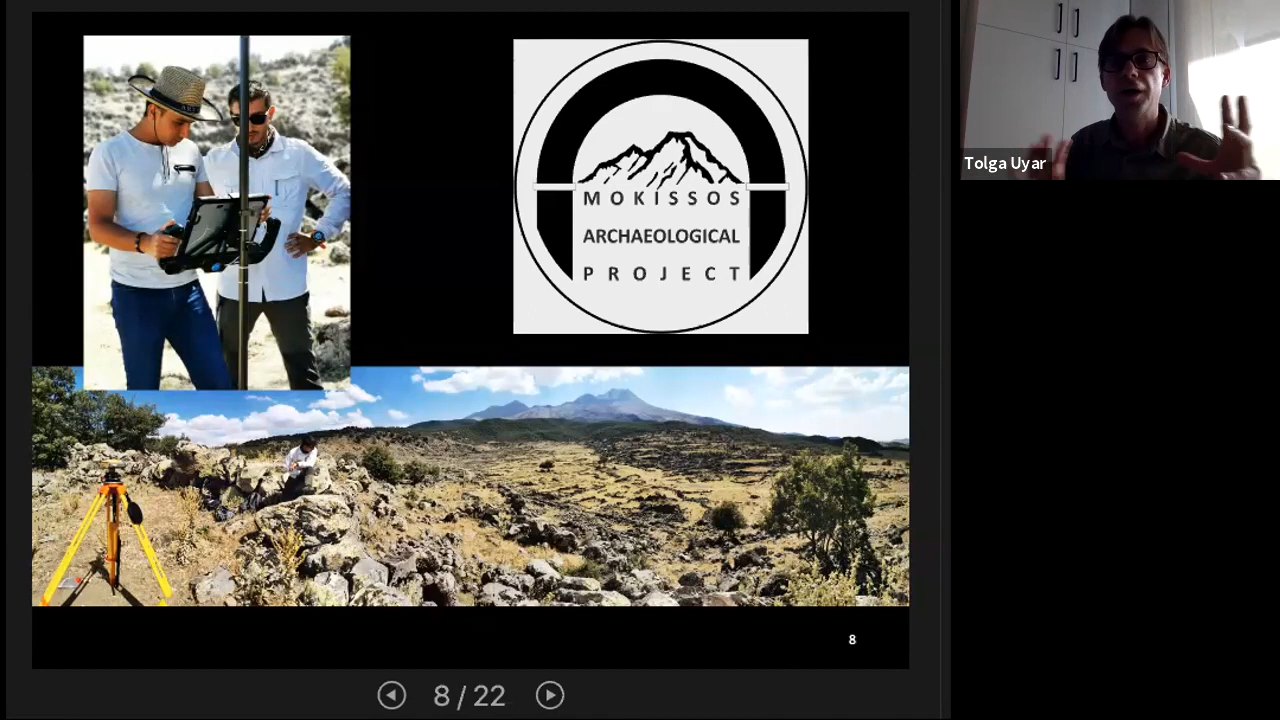 MOKISSOS
ARCHAEOLOGICAL
PROJECT
Tolga Uyar
8
8 / 22